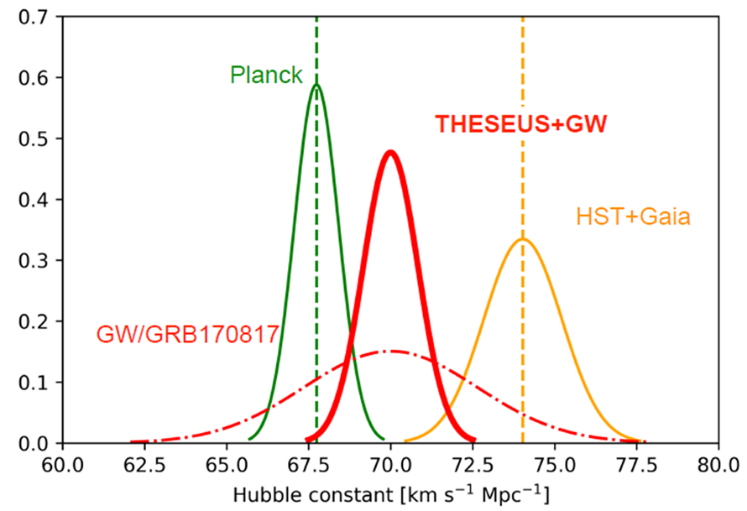 0.7
0.6
Planck
0.5
THESEUS+GW
0.4
HST+Gaia
0.3
0.2
GW/GRB170817
0.1
0.0
60.0 62.5 65.0 67.5 70.0 72.5 75.0 77.5 80.0
Hubble constant [km s⁻¹ Mpc⁻¹]